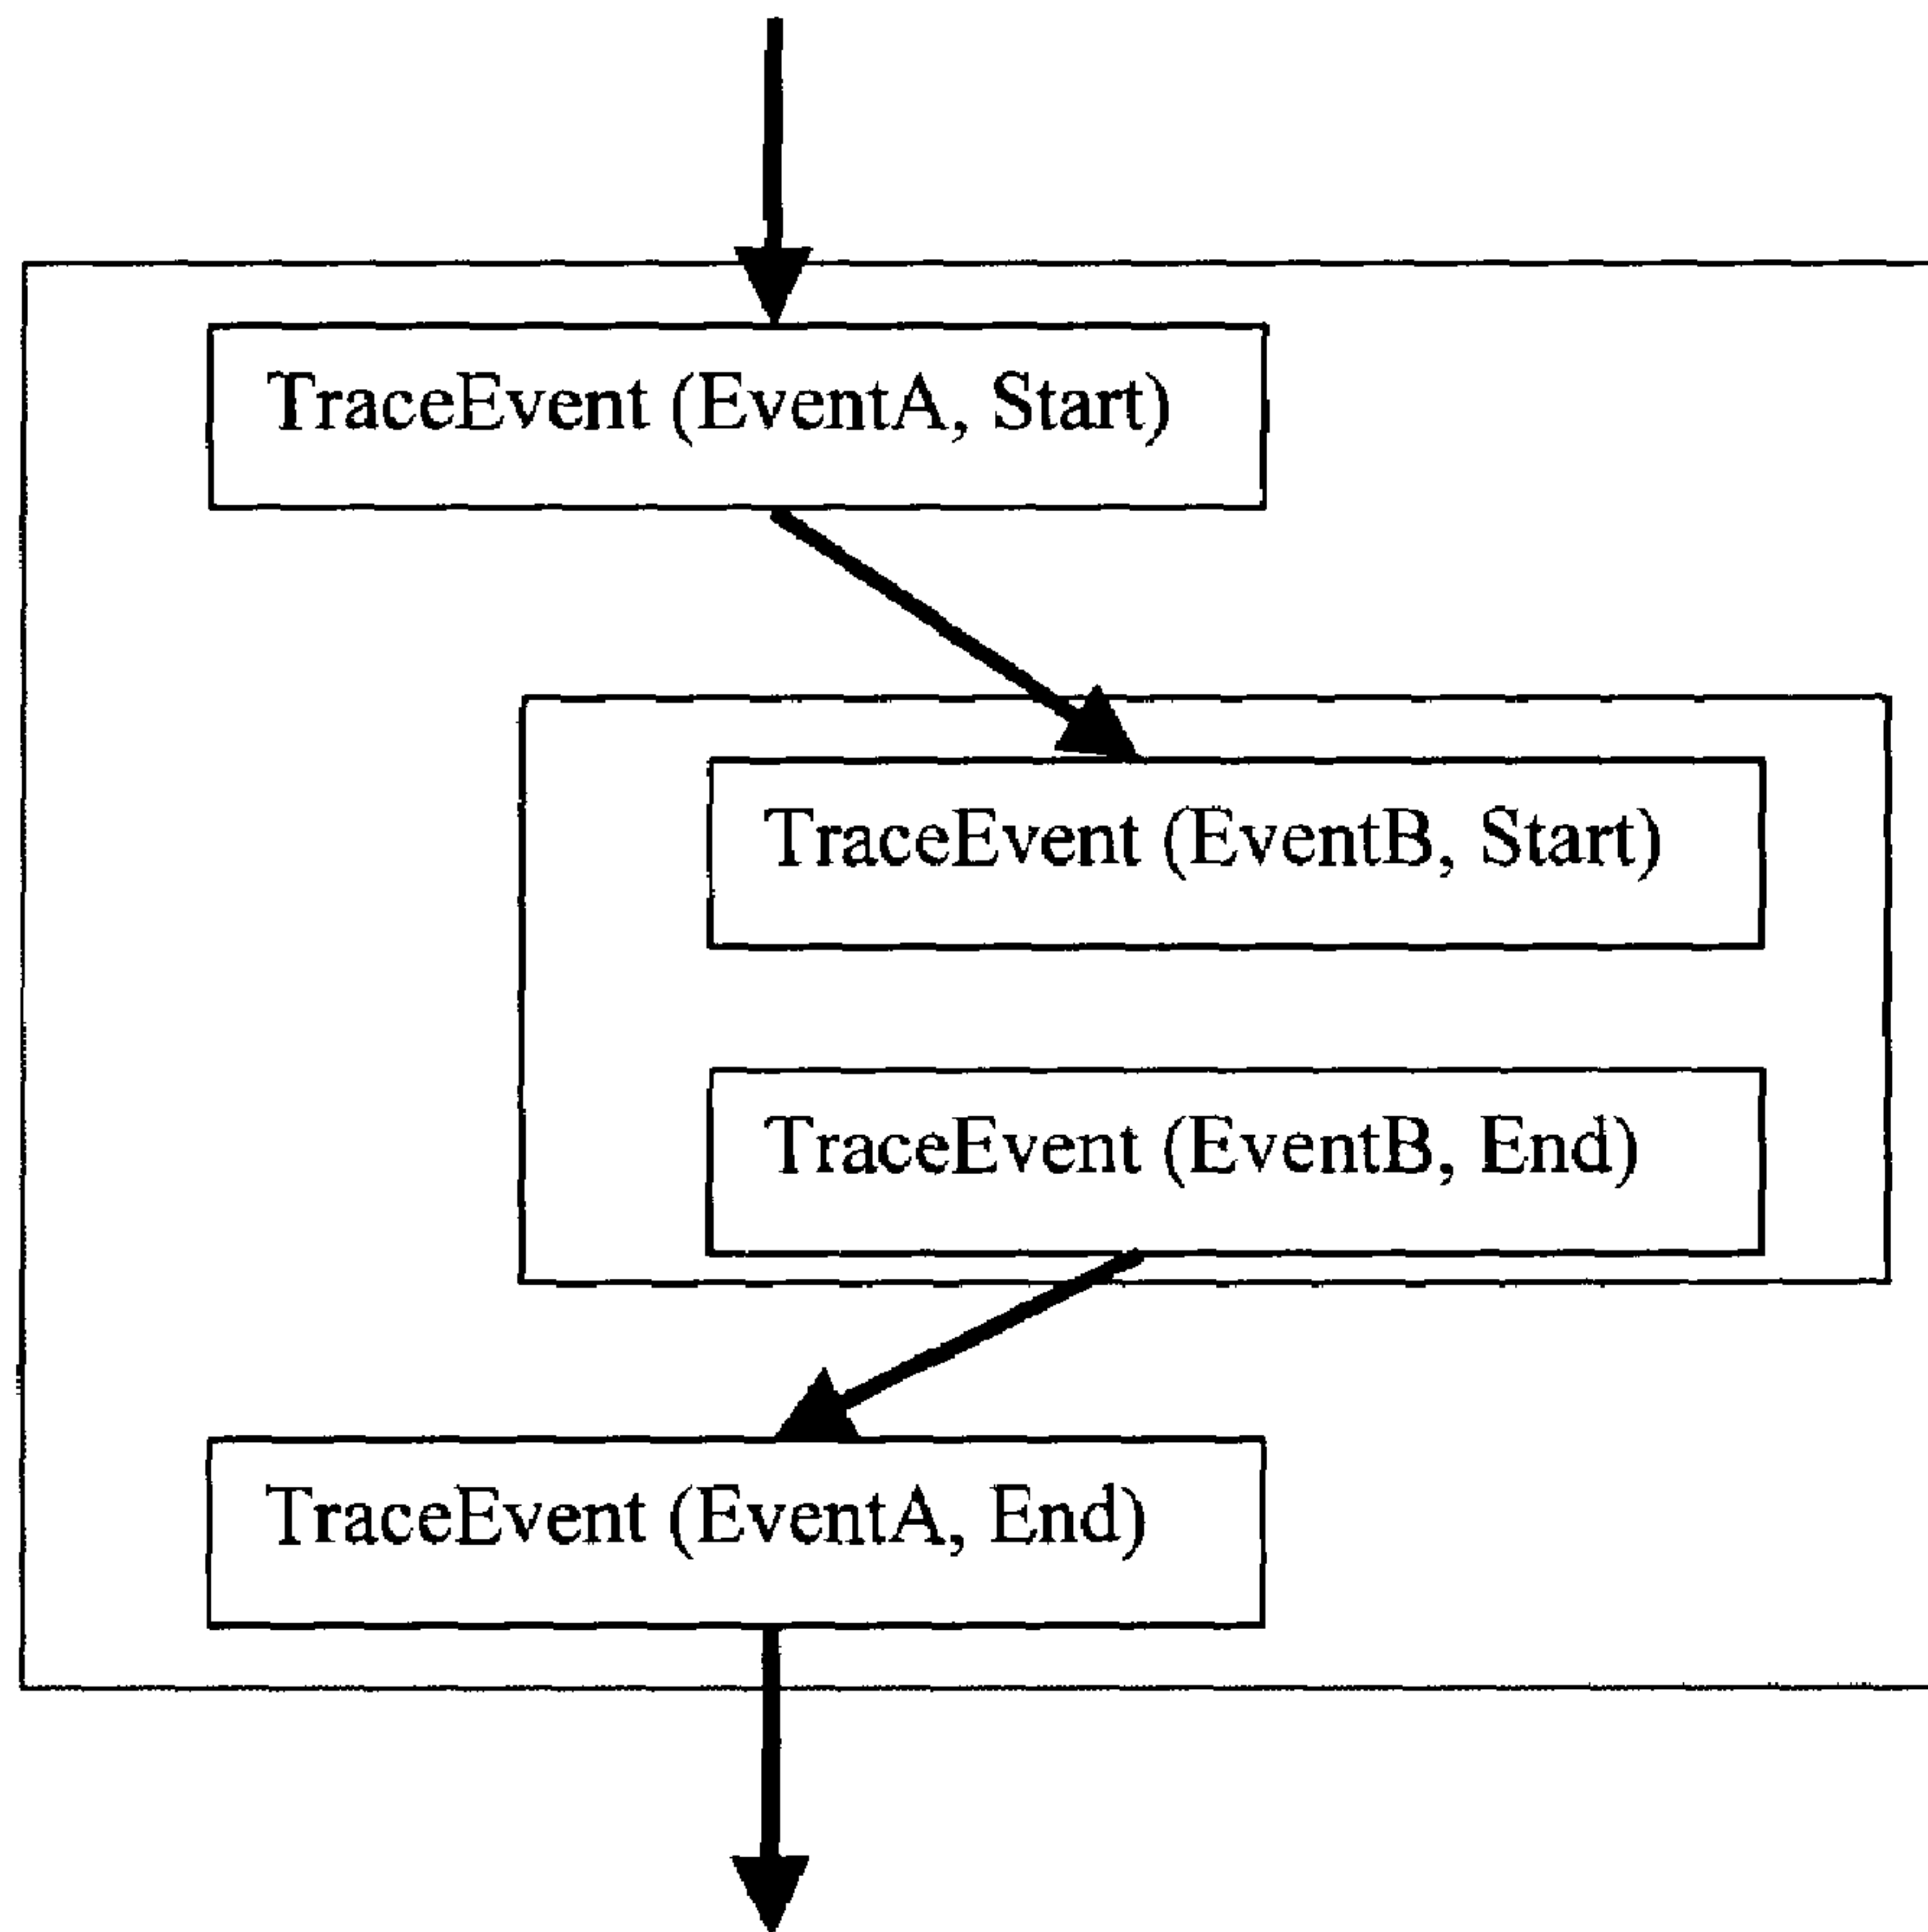 TraceEvent (EventA, Start)
TraceEvent (EventB, Start)
TraceEvent (EventB, End)
TraceEvent (EventA, End)